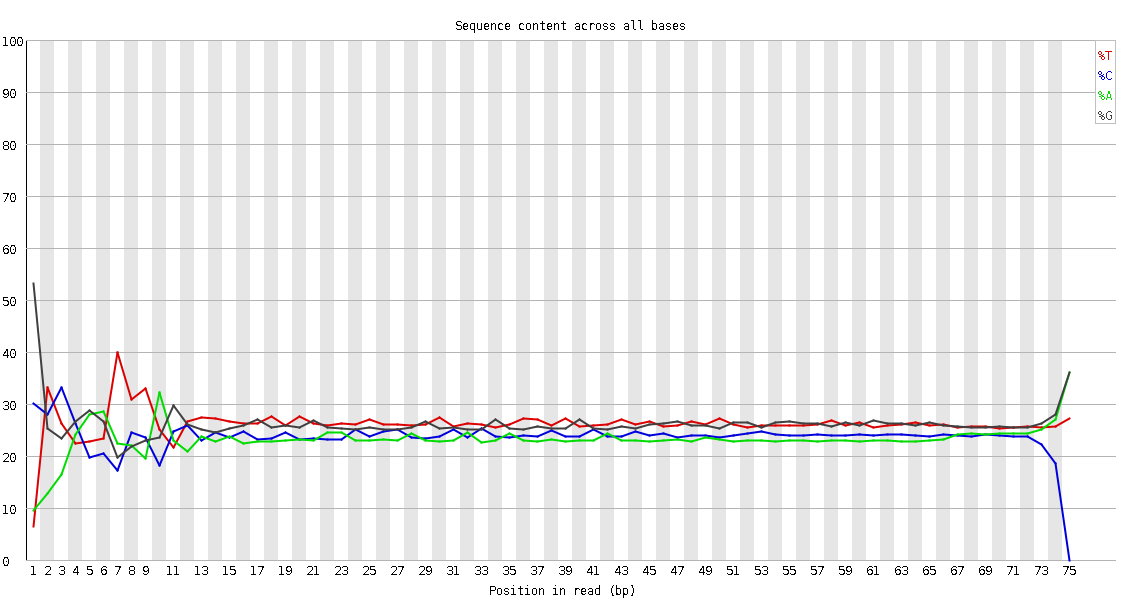 Sequence content across all bases
100
90
80
70
60
50
40
30
20
10
0
%T
%C
%A
%G
1 2 3 4 5 6 7 8 9 11 13 15 17 19 21 23 25 27 29 31 33 35 37 39 41 43 45 47 49 51 53 55 57 59 61 63 65 67 69 71 73 75
Position in read (bp)